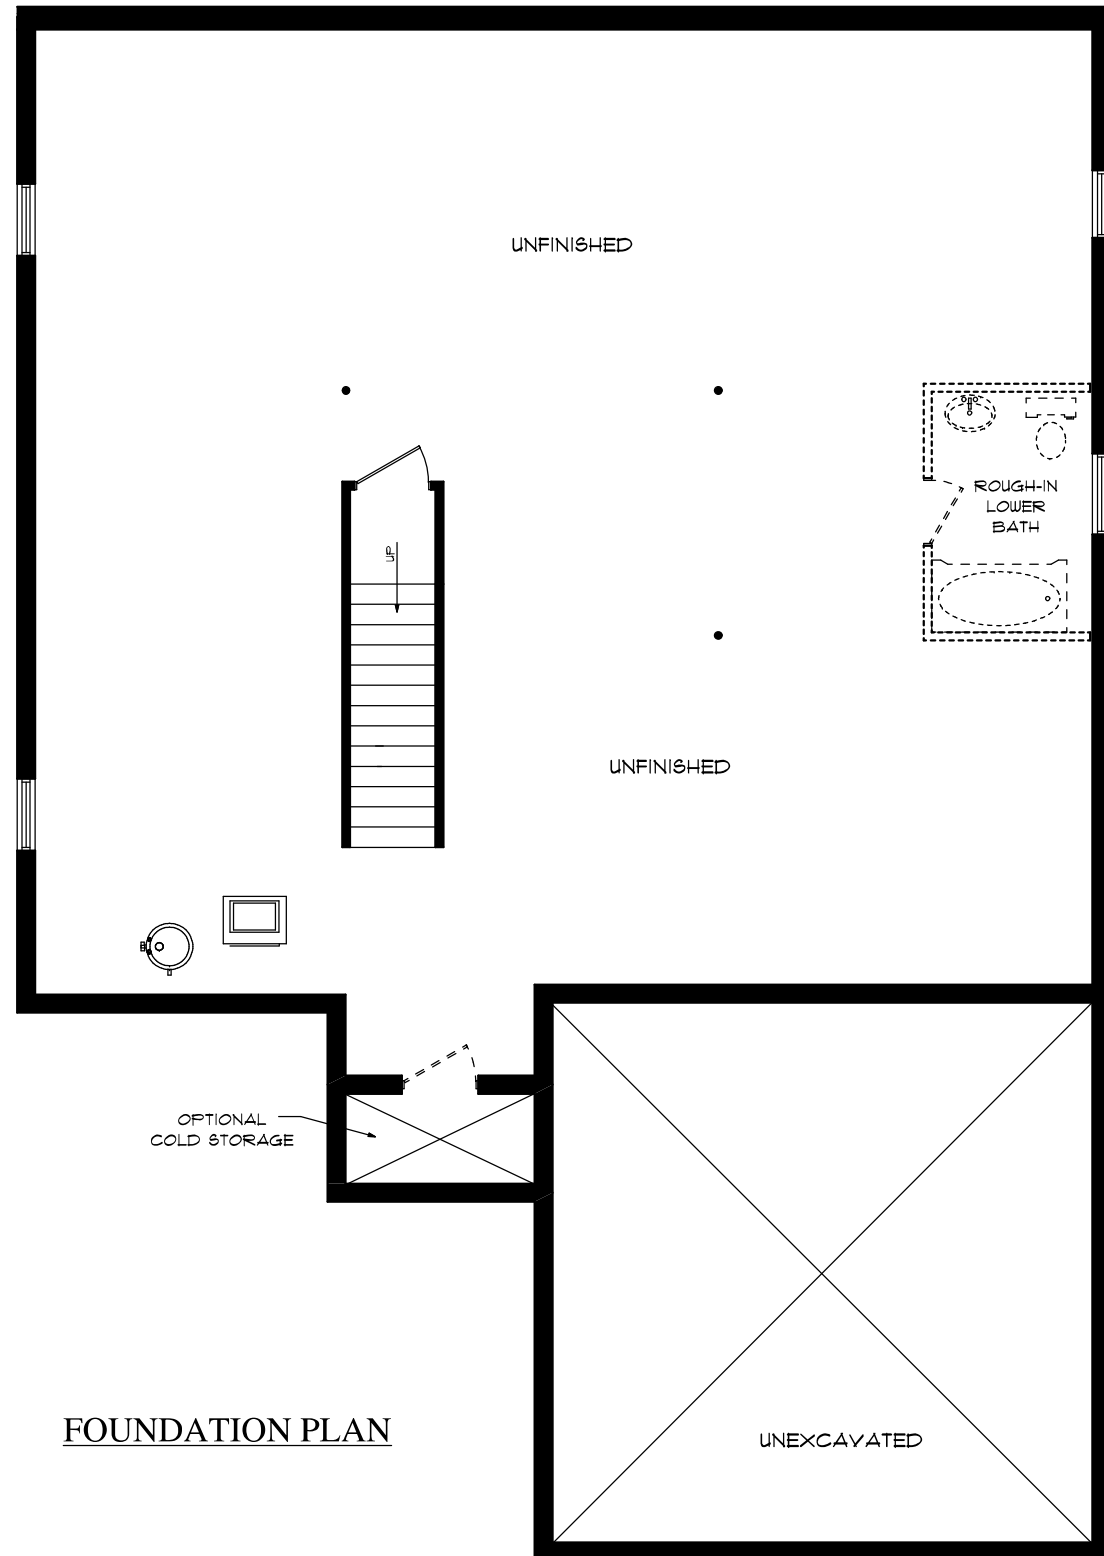 UNFINISHED
ROUGH-IN
LOWER
BATH
UP
UNFINISHED
OPTIONAL
COLD STORAGE
FOUNDATION PLAN
UNEXCAVATED